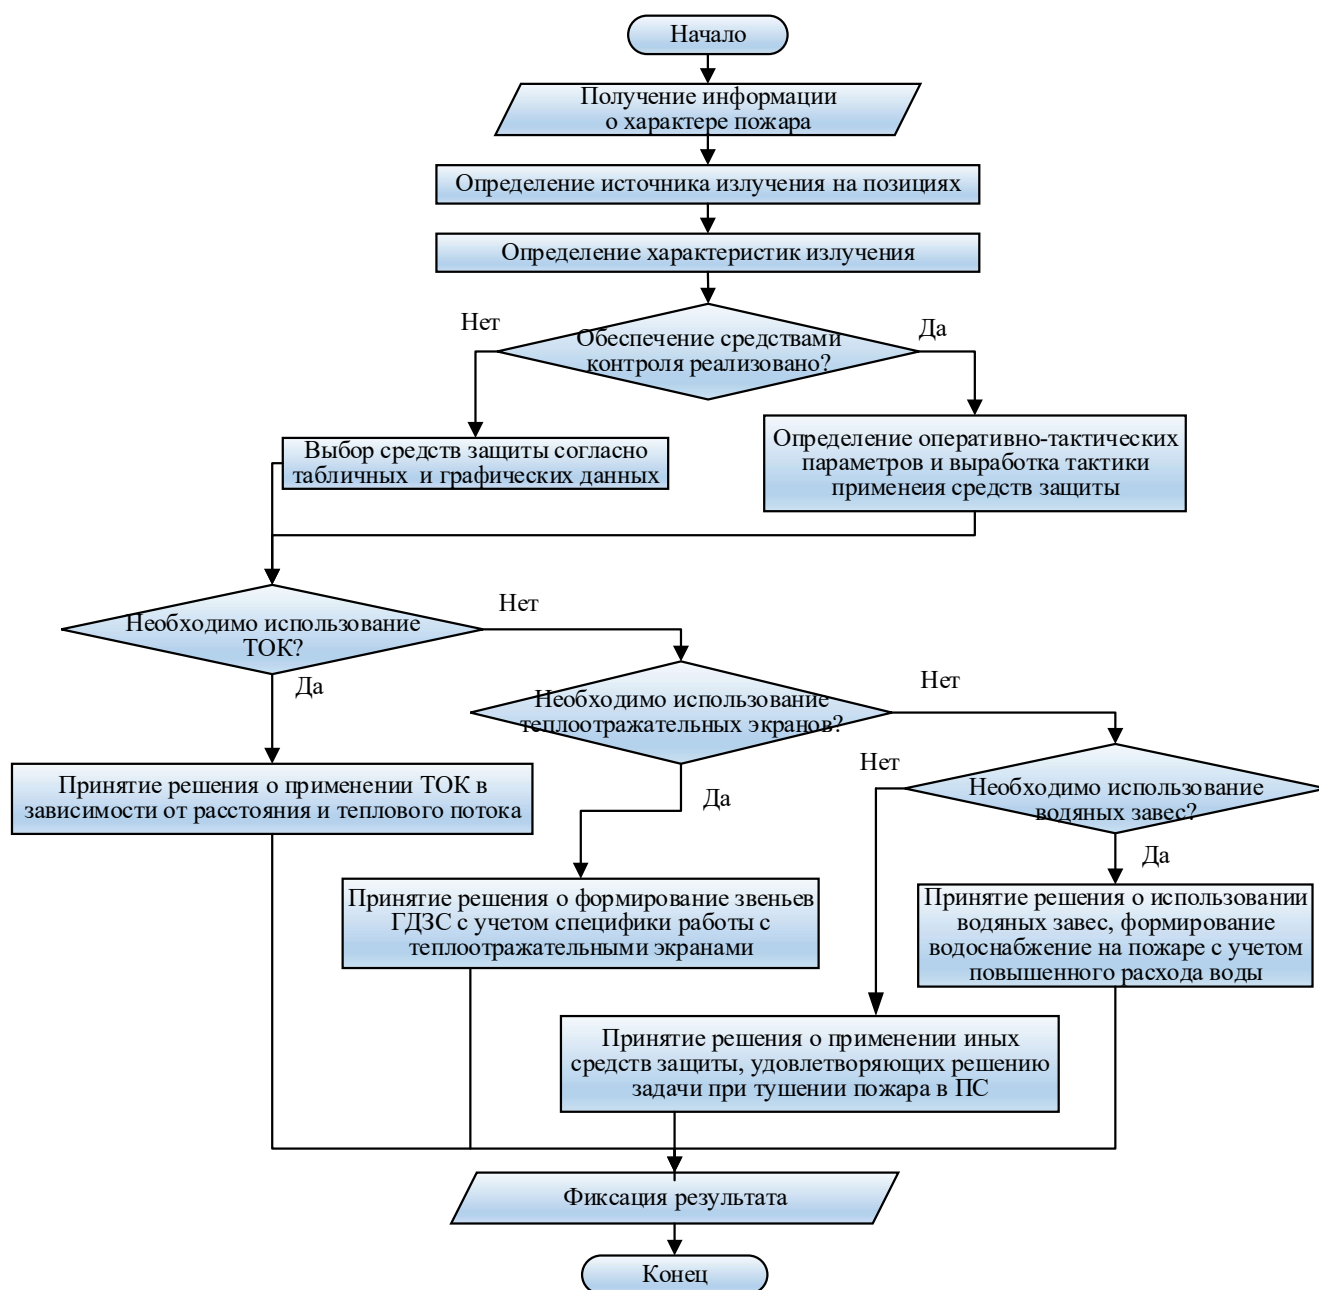 Начало
Получение информации
о характере пожара
Определение источника излучения на позициях
Определение характеристик излучения
Нет
Да
Обеспечение средствами
контроля реализовано?
Выбор средств защиты согласно
табличных и графических данных
Определение оперативно-тактических
параметров и выработка тактики
применеия средств защиты
Необходимо использование
ТОК?
Нет
Да
Необходимо использование
теплоотражательных экранов?
Нет
Да
Необходимо использование
водяных завес?
Нет
Да
Принятие решения о применении ТОК в
зависимости от расстояния и теплового потока
Принятие решения о формирование звеньев
ГДЗС с учетом специфики работы с
теплоотражательными экранами
Принятие решения о использовании
водяных завес, формирование
водоснабжение на пожаре с учетом
повышенного расхода воды
Принятие решения о применении иных
средств защиты, удовлетворяющих решению
задачи при тушении пожара в ПС
Фиксация результата
Конец